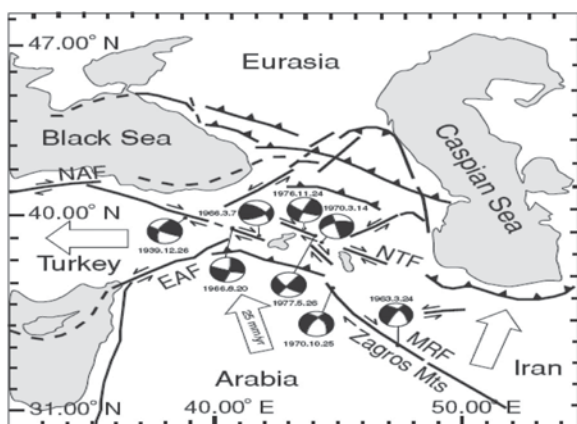 47.00° N
Eurasia
Black Sea
Caspian Sea
NAF
1976.11.24
1966.3.7
1970.3.14
40.00° N
1939.12.26
Turkey
NTF
EAF
1966.8.20
1977.5.26
1963.3.24
25 mm/yr
1970.10.25
MRF
Zagros Mts
Iran
Arabia
31.00° N
40.00° E
50.00° E